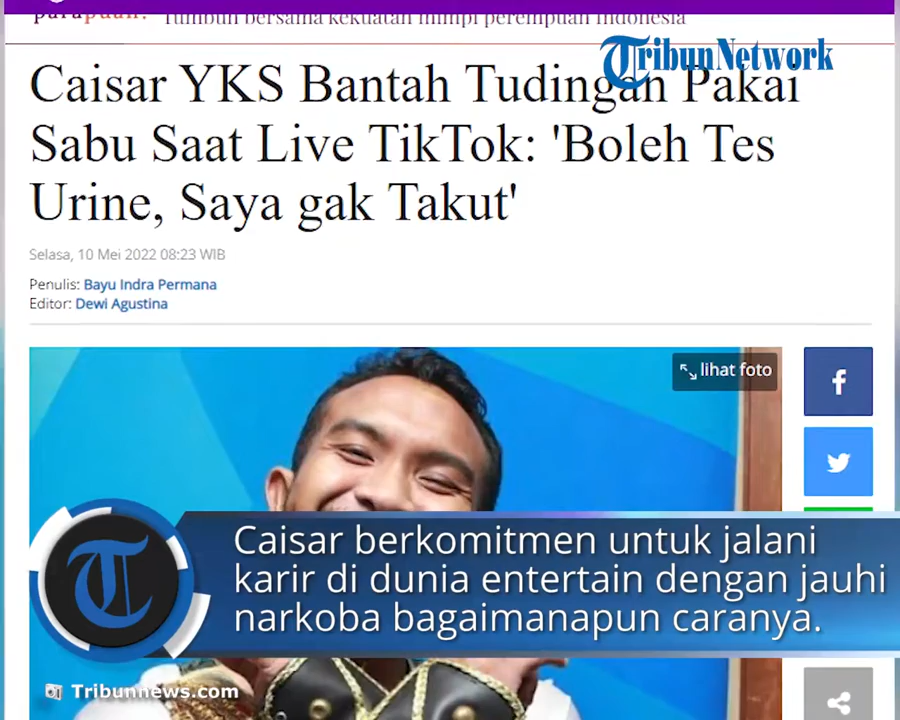 parapuan. Tumbuh bersama kekuatan mimpi perempuan Indonesia
TribunNetwork
Caisar YKS Bantah Tudingan Pakai
Sabu Saat Live TikTok: 'Boleh Tes
Urine, Saya gak Takut'
Selasa, 10 Mei 2022 08:23 WIB
Penulis: Bayu Indra Permana
Editor: Dewi Agustina
lihat foto
Caisar berkomitmen untuk jalani
karir di dunia entertain dengan jauhi
narkoba bagaimanapun caranya.
Tribunnews.com